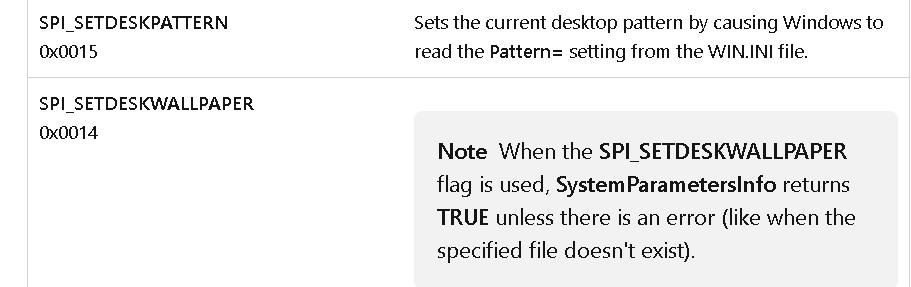 SPI_SETDESKPATTERN
0x0015
Sets the current desktop pattern by causing Windows to
read the Pattern= setting from the WIN.INI file.
SPI_SETDESKWALLPAPER
0x0014
Note When the SPI_SETDESKWALLPAPER
flag is used, SystemParametersInfo returns
TRUE unless there is an error (like when the
specified file doesn't exist).